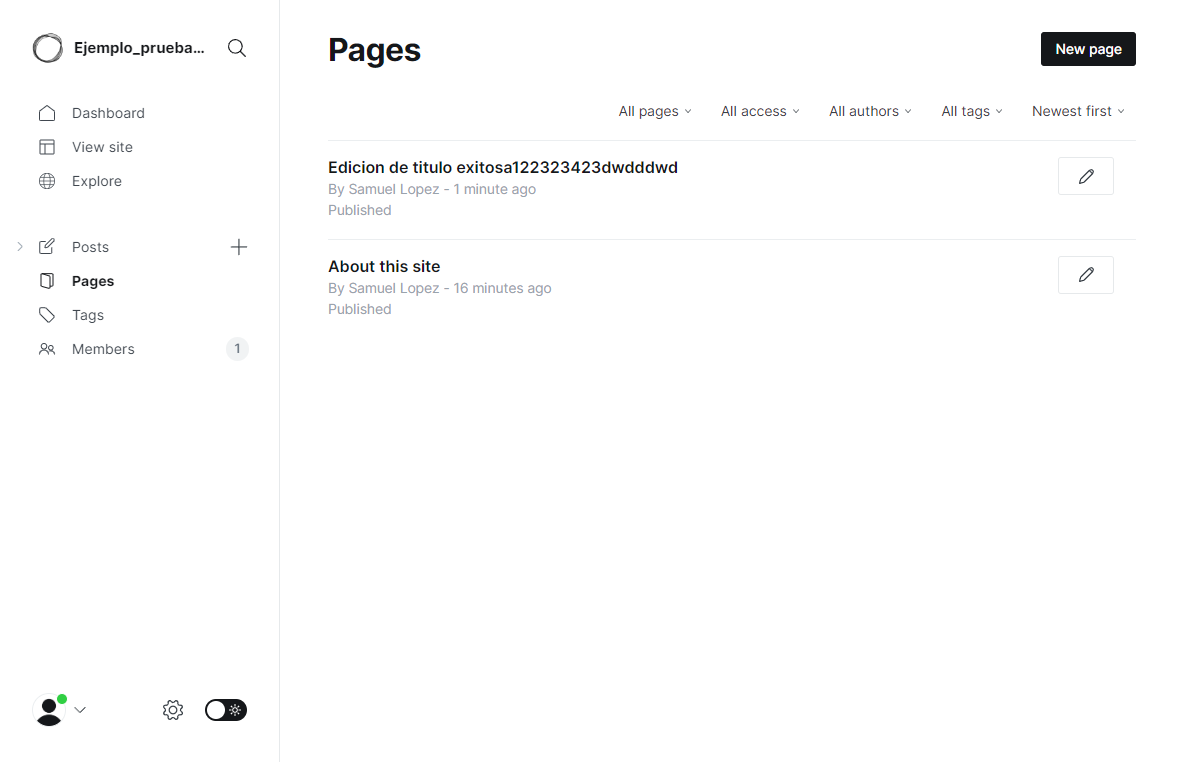 Ejemplo_prueba...
Dashboard
View site
Explore
Posts
Pages
Tags
Members 1
Pages
New page
All pages All access All authors All tags Newest first
Edicion de titulo exitosa122323423dwdddwd
By Samuel Lopez - 1 minute ago
Published
About this site
By Samuel Lopez - 16 minutes ago
Published